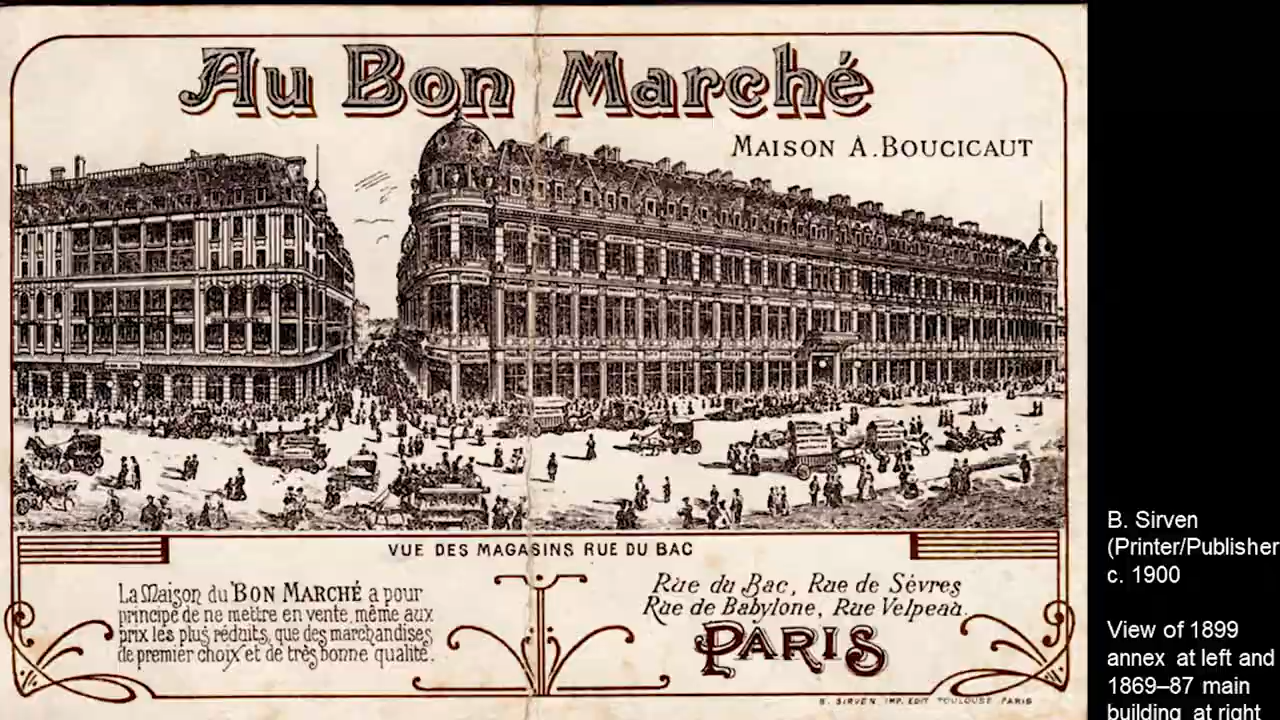 Au Bon Marché
MAISON A. BOUCICAUT
VUE DES MAGASINS RUE DU BAC
La Maison du BON MARCHÉ a pour
principe de ne mettre en vente, même aux
prix les plus réduits, que des marchandises
de premier choix et de très bonne qualité.
Rue du Bac, Rue de Sèvres
Rue de Babylone, Rue Velpeau.
PARIS
B. SIRVEN IMP. EDIT TOULOUSE PARIS
B. Sirven
(Printer/Publisher
c. 1900
View of 1899
annex at left and
1869–87 main
building at right